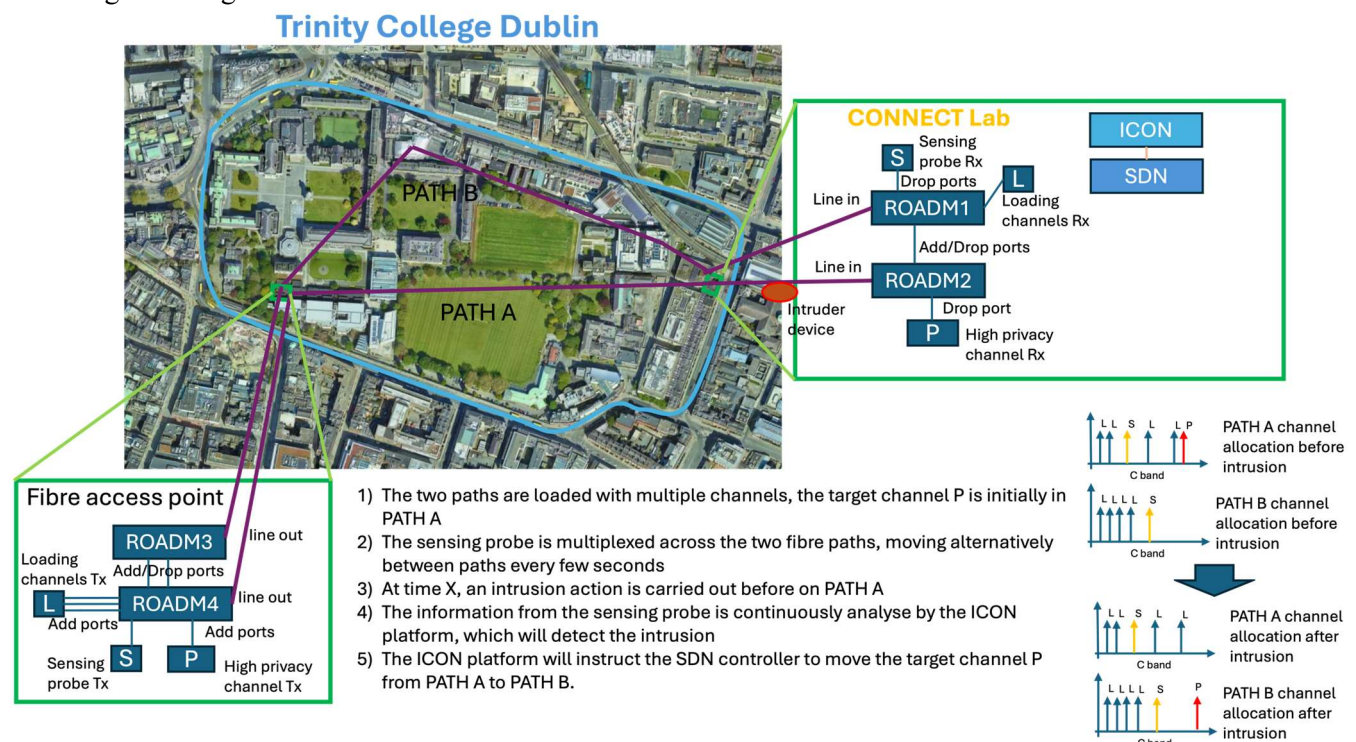 Trinity College Dublin
PATH B
PATH A
CONNECT Lab
S
Sensing
probe Rx
Drop ports
L
Loading
channels Rx
Line in
ROADM1
Add/Drop ports
Line in
ROADM2
Intruder
device
Drop port
P
High privacy
channel Rx
ICON
SDN
Fibre access point
ROADM3
line out
Loading
channels Tx
Add/Drop ports
L
ROADM4
line out
Add ports
Add ports
Sensing
probe Tx
S
P
High privacy
channel Tx
1) The two paths are loaded with multiple channels, the target channel P is initially in
PATH A
2) The sensing probe is multiplexed across the two fibre paths, moving alternatively
between paths every few seconds
3) At time X, an intrusion action is carried out before on PATH A
4) The information from the sensing probe is continuously analyse by the ICON
platform, which will detect the intrusion
5) The ICON platform will instruct the SDN controller to move the target channel P
from PATH A to PATH B.
L L S L L P
C band
PATH A channel
allocation before
intrusion
L L L L S
C band
PATH B channel
allocation before
intrusion
L L S L L
C band
PATH A channel
allocation after
intrusion
L L L L S P
C band
PATH B channel
allocation after
intrusion